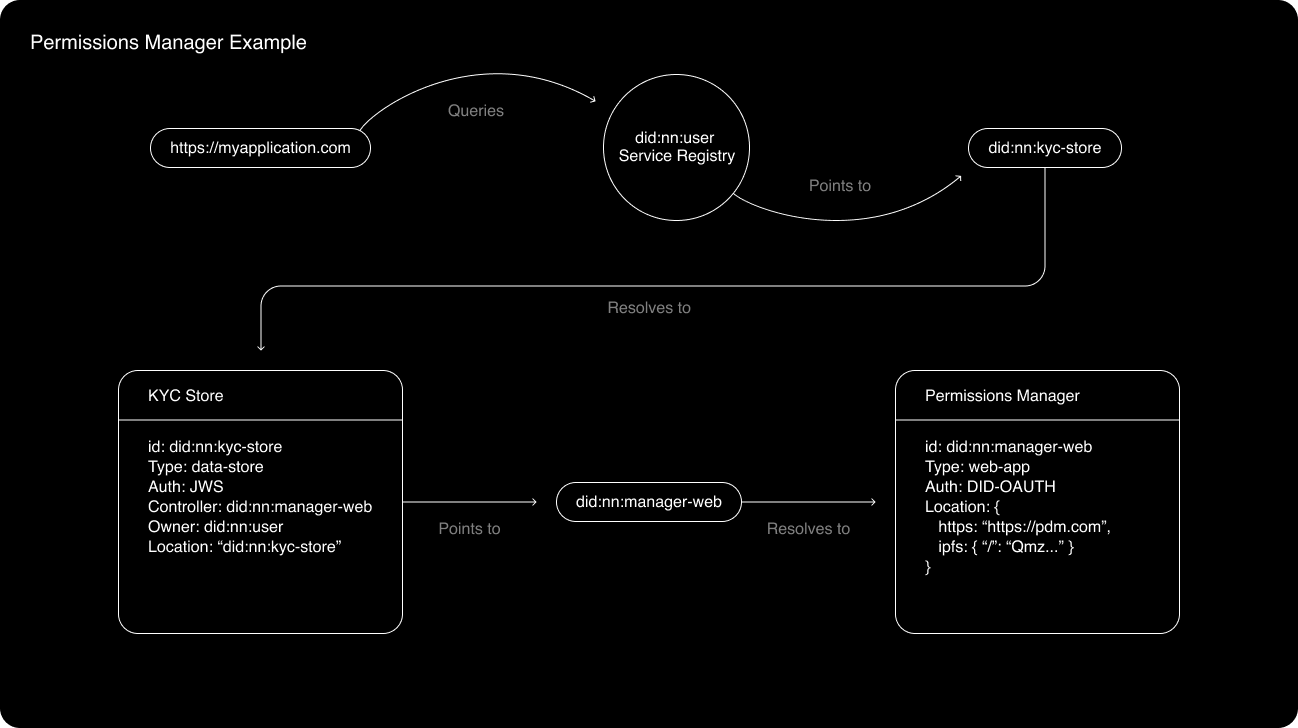 Permissions Manager Example
Queries
https://myapplication.com
did:nn:user
Service Registry
did:nn:kyc-store
Points to
Resolves to
KYC Store
id: did:nn:kyc-store
Type: data-store
Auth: JWS
Controller: did:nn:manager-web
Owner: did:nn:user
Location: “did:nn:kyc-store”
Points to
did:nn:manager-web
Resolves to
Permissions Manager
id: did:nn:manager-web
Type: web-app
Auth: DID-OAUTH
Location: {
https: “https://pdm.com”,
ipfs: { “/”: “Qmz...” }
}